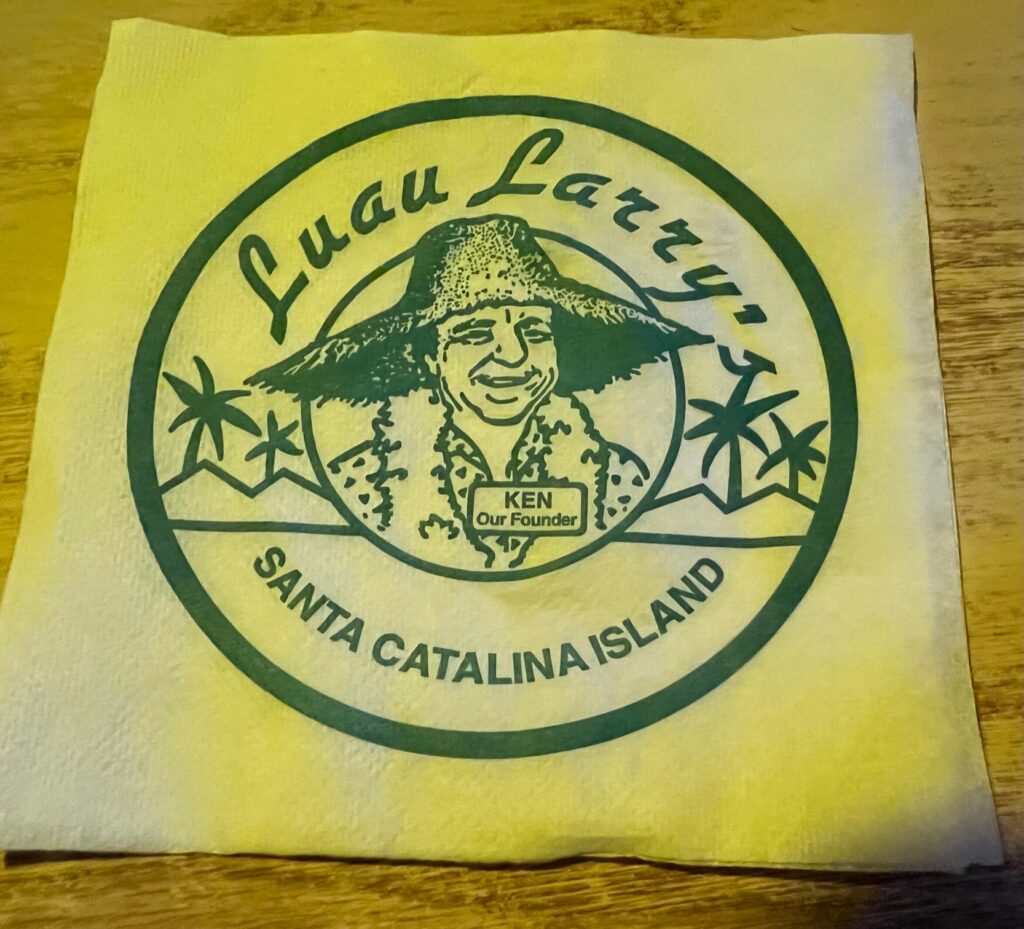 Luau Larry's
KEN
Our Founder
SANTA CATALINA ISLAND